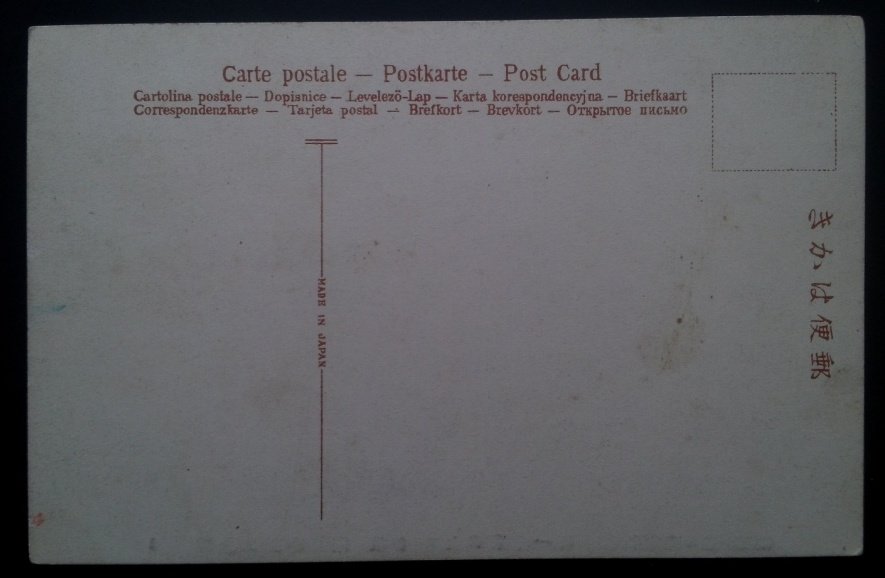 Carte postale — Postkarte — Post Card
Cartolina postale — Dopisnice — Levelező-Lap — Karta korespondencyjna — Briefkaart
Correspondenzkarte — Tarjeta postal — Brefkort — Brevkort — Открытое письмо
MADE IN JAPAN
きかは便郵